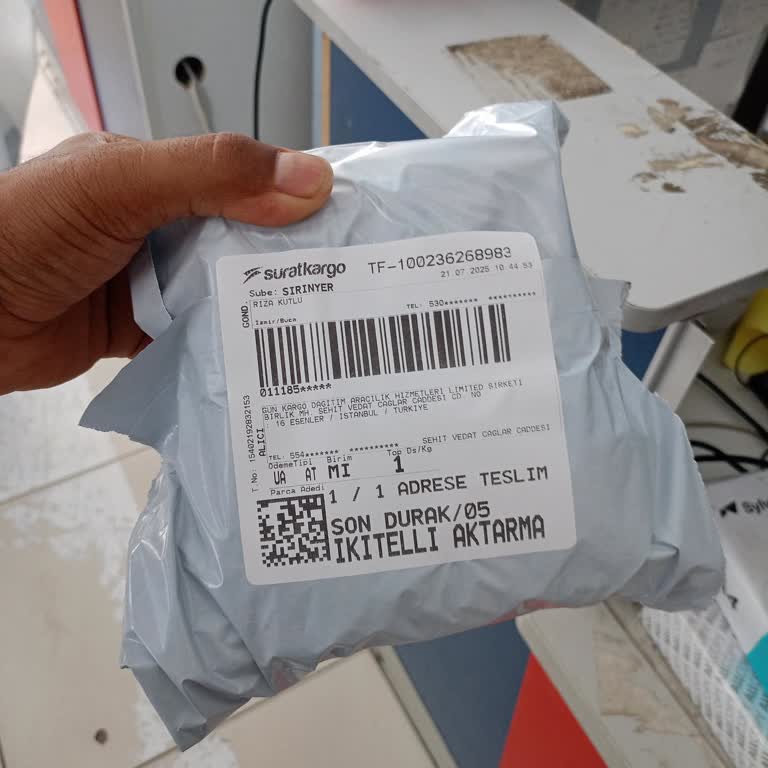 suratkargo TF-100236268983
Sube: SIRINYER 21 07 2025 10 44 53
GOND.
RIZA KUTLU
TEL: 530******* ***********
Izmir/Buca
011185*****
T.No: 15402192832153
ALICI
GUN KARGO DAGITIM ARACILIK HIZMETLERI LIMITED SIRKETI
BIRLIK MH. SEHIT VEDAT CAGLAR CADDESI CD. NO
: 16 ESENLER / ISTANBUL / TURKIYE
SEHIT VEDAT CAGLAR CADDESI
TEL: 554******* **********
OdemeTipi Birim Top Ds/Kg
UA AT MI 1
Parca Adedi
1 / 1 ADRESE TESLIM
SON DURAK/05
IKITELLI AKTARMA